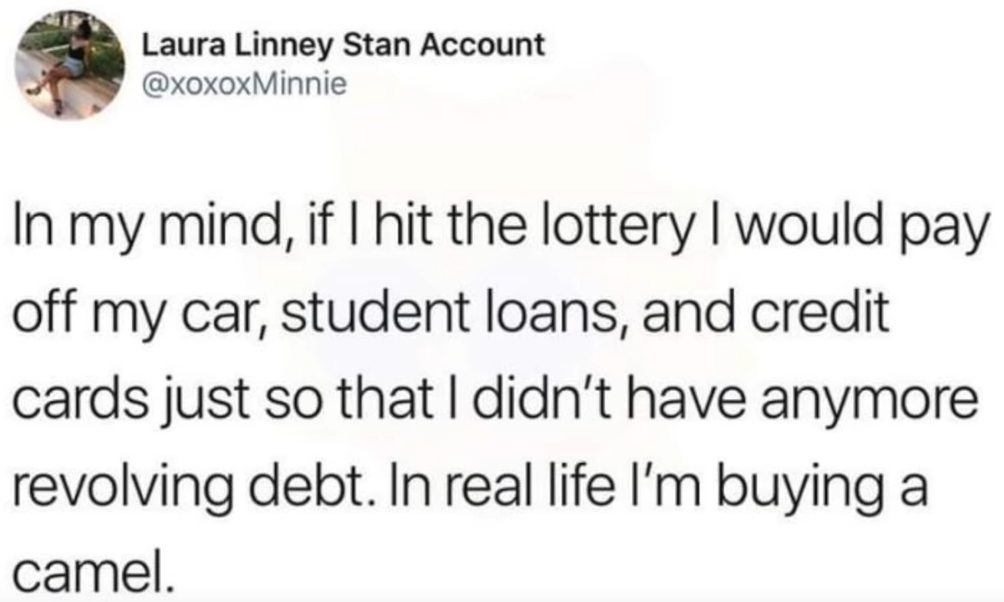 Laura Linney Stan Account
@xoxoxMinnie
In my mind, if I hit the lottery I would pay
off my car, student loans, and credit
cards just so that I didn’t have anymore
revolving debt. In real life I’m buying a
camel.